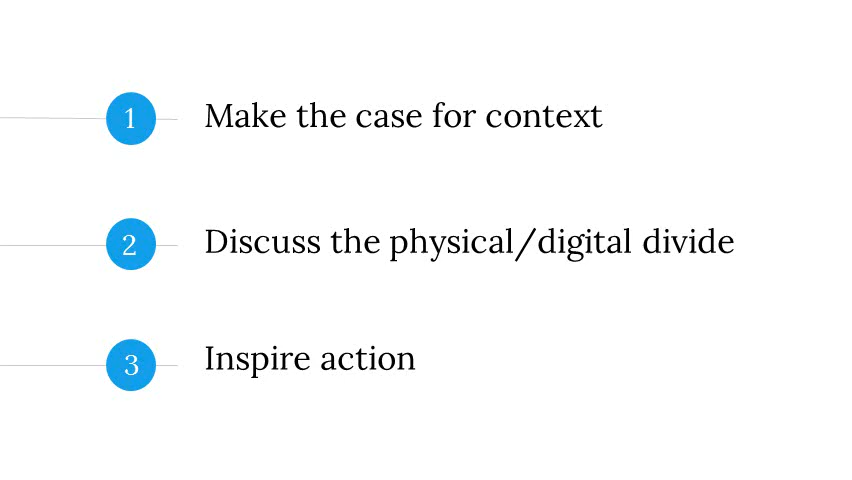 1 Make the case for context
2 Discuss the physical/digital divide
3 Inspire action